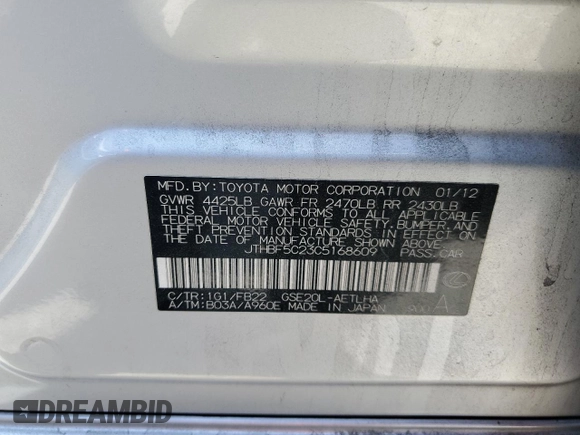 MFD. BY: TOYOTA MOTOR CORPORATION 01/12
GVWR 4425LB GAWR FR 2470LB RR 2430LB
THIS VEHICLE CONFORMS TO ALL APPLICABLE
FEDERAL MOTOR VEHICLE SAFETY, BUMPER, AND
THEFT PREVENTION STANDARDS IN EFFECT ON
THE DATE OF MANUFACTURE SHOWN ABOVE.
JTHBF5C23C5168609 PASS. CAR
C/TR: 1G1/FB22 GSE20L-AETLHA
A/TM: B03A/A960E MADE IN JAPAN
A
DREAMBID